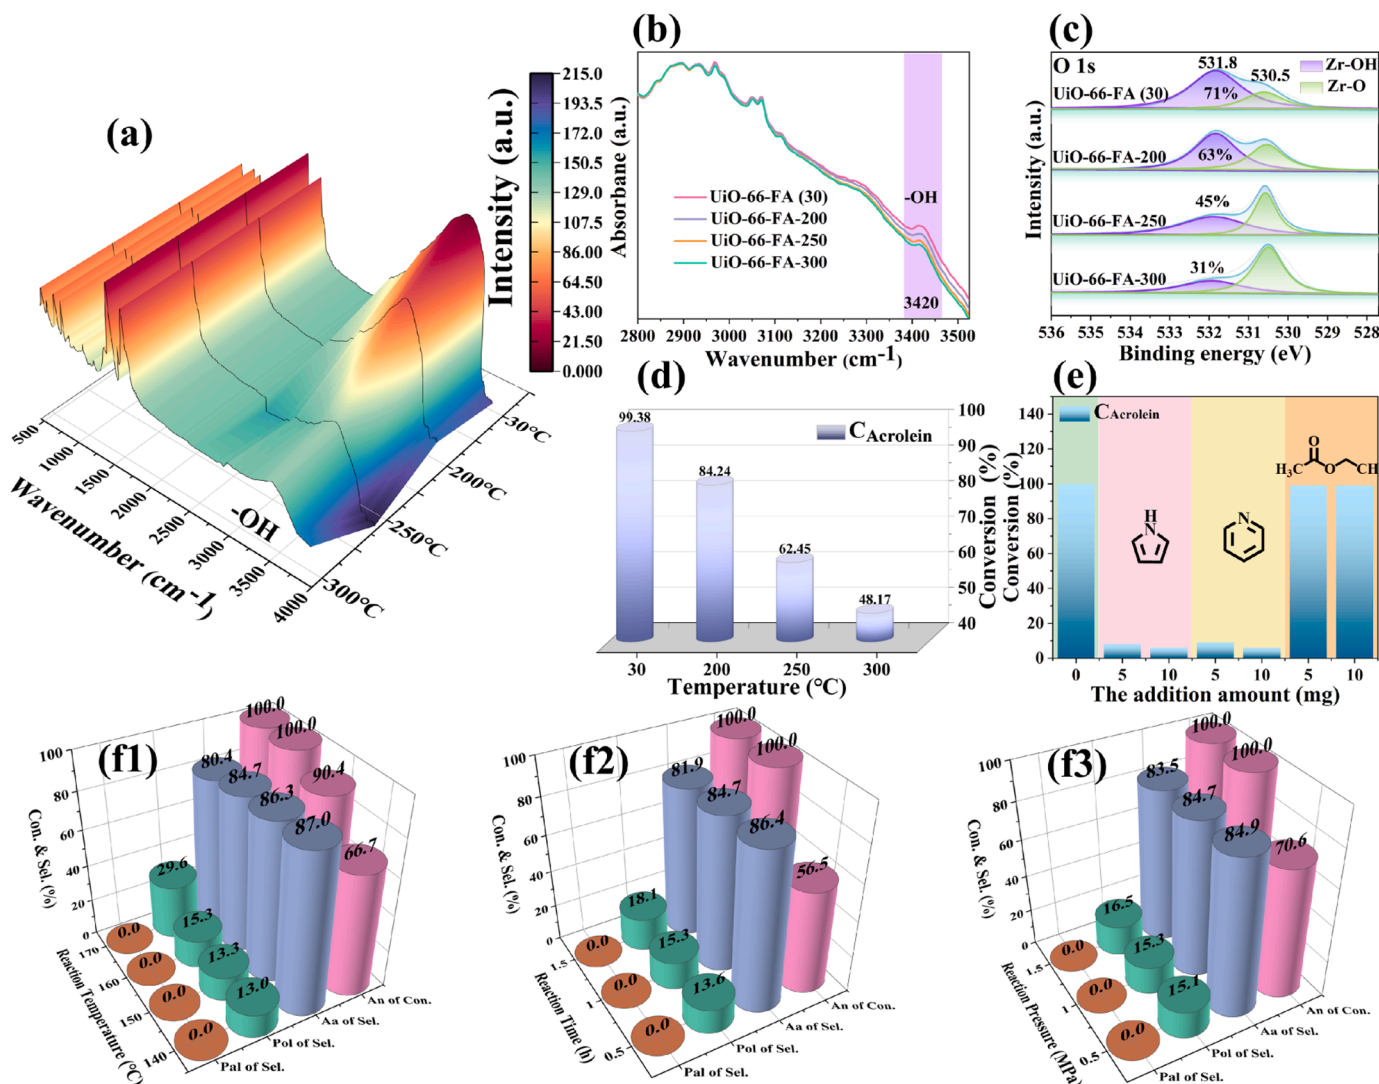 (a)
Intensity (a.u.)
215.0
193.5
172.0
150.5
129.0
107.5
86.00
64.50
43.00
21.50
0.000
500
1000
1500
2000
2500
3000
3500
4000
Wavenumber (cm-1)
-OH
30°C
200°C
250°C
300°C
(b)
Absorbane (a.u.)
UiO-66-FA (30)
UiO-66-FA-200
UiO-66-FA-250
UiO-66-FA-300
-OH
3420
2800 2900 3000 3100 3200 3300 3400 3500
Wavenumber (cm-1)
(c)
O 1s
531.8
530.5
Zr-OH
Zr-O
UiO-66-FA (30)
71%
UiO-66-FA-200
63%
UiO-66-FA-250
45%
UiO-66-FA-300
31%
Intensity (a.u.)
536 535 534 533 532 531 530 529 528
Binding energy (eV)
(d)
CAcrolein
99.38
84.24
62.45
48.17
100
90
80
70
60
50
40
Conversion (%)
30 200 250 300
Temperature (°C)
(e)
CAcrolein
140
120
100
80
60
40
20
0
Conversion (%)
H
N
N
H3C
O
O
CH
0 5 10 5 10 5 10
The addition amount (mg)
(f1)
100
80
60
40
20
0
Con. & Sel. (%)
100.0
100.0
90.4
66.7
80.4
84.7
86.3
87.0
29.6
15.3
13.3
13.0
0.0
0.0
0.0
0.0
170
160
150
140
Reaction Temperature (°C)
An of Con.
Aa of Sel.
Pol of Sel.
Pal of Sel.
(f2)
100
80
60
40
20
0
Con. & Sel. (%)
100.0
100.0
56.5
81.9
84.7
86.4
18.1
15.3
13.6
0.0
0.0
0.0
1.5
1
0.5
Reaction Time (h)
An of Con.
Aa of Sel.
Pol of Sel.
Pal of Sel.
(f3)
100
80
60
40
20
0
Con. & Sel. (%)
100.0
100.0
70.6
83.5
84.7
84.9
16.5
15.3
15.1
0.0
0.0
0.0
1.5
1
0.5
Reaction Pressure (MPa)
An of Con.
Aa of Sel.
Pol of Sel.
Pal of Sel.